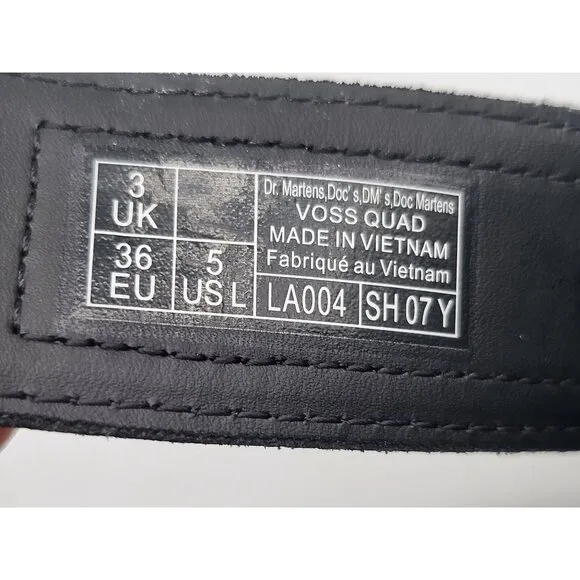 3
UK
36
EU
5
US L
Dr. Martens,Doc' s,DM' s,Doc Martens
VOSS QUAD
MADE IN VIETNAM
Fabriqué au Vietnam
LA004
SH 07 Y